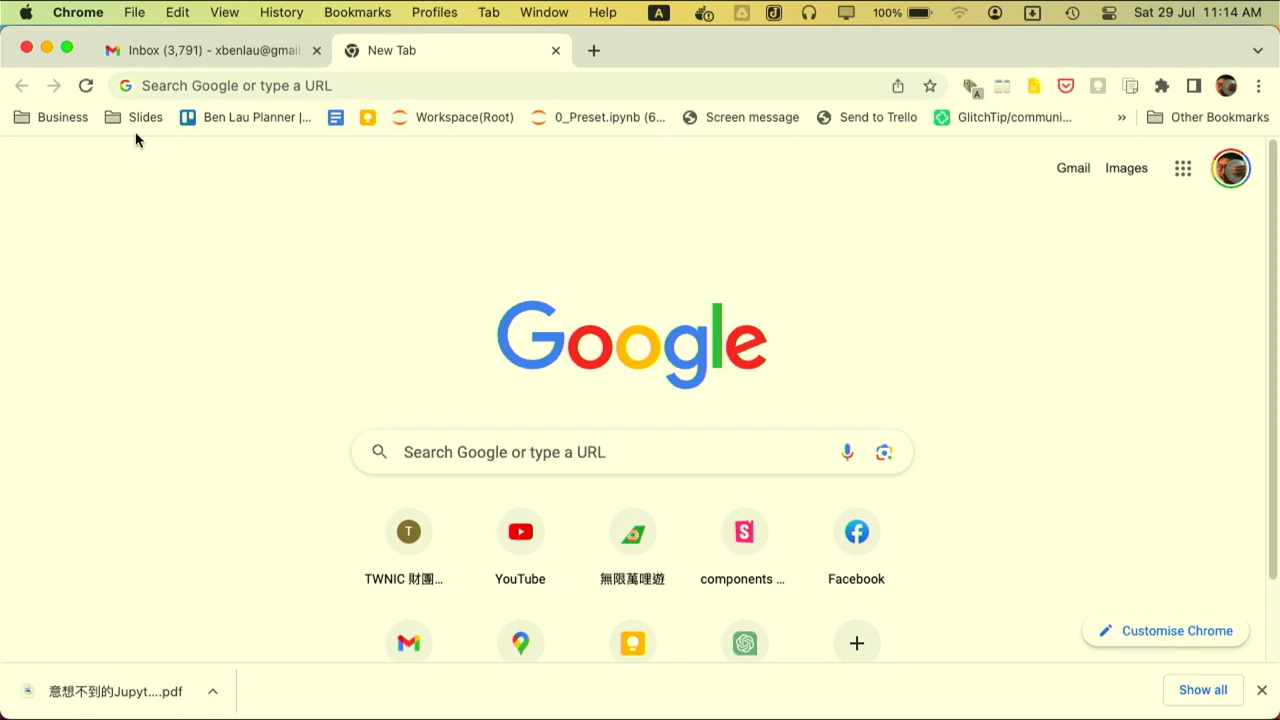 Chrome File Edit View History Bookmarks Profiles Tab Window Help A 100% Sat 29 Jul 11:14 AM
Inbox (3,791) - xbenlau@gmai New Tab
Search Google or type a URL
Business Slides Ben Lau Planner |... Workspace(Root) 0_Preset.ipynb (6... Screen message Send to Trello GlitchTip/communi... » Other Bookmarks
Gmail Images
Google
Search Google or type a URL
T
TWNIC 財團... YouTube 無限萬哩遊 components ... Facebook
Customise Chrome
意想不到的Jupyt....pdf Show all